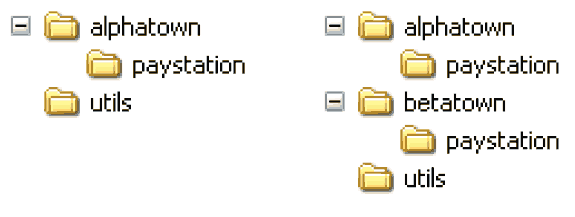 alphatown
paystation
utils
alphatown
paystation
betatown
paystation
utils